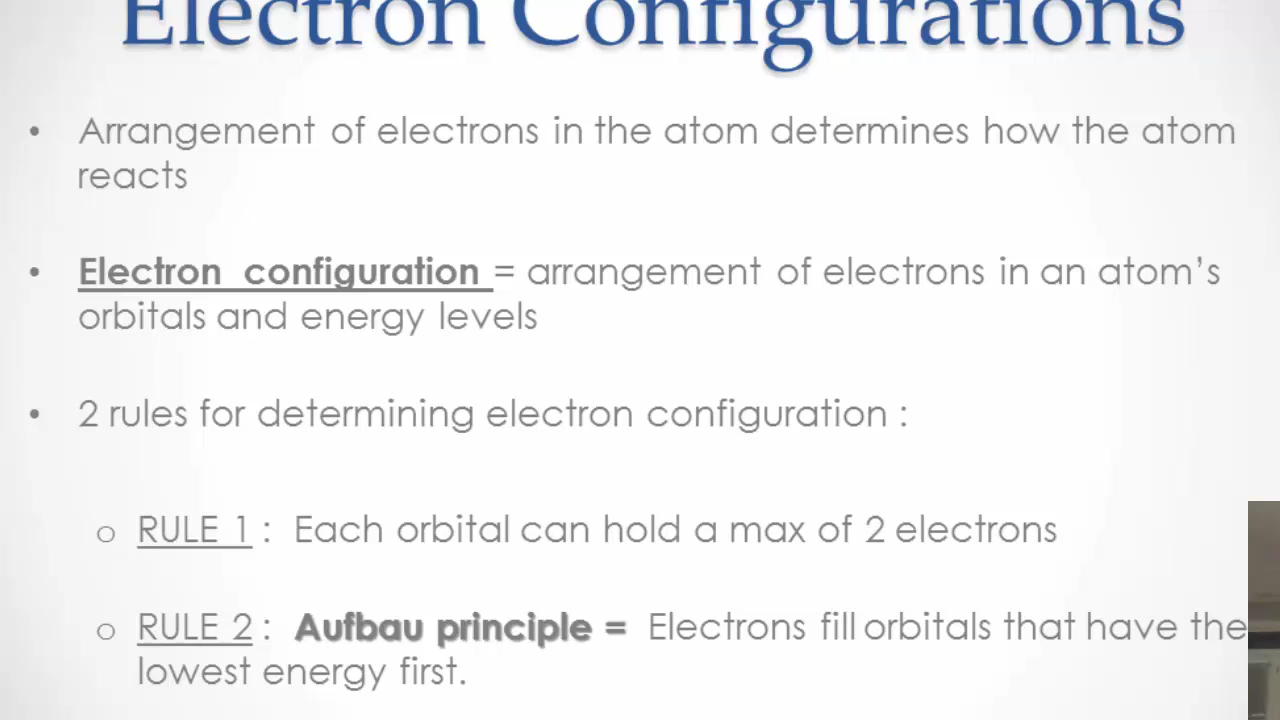 Electron Configurations
• Arrangement of electrons in the atom determines how the atom
reacts
• Electron configuration = arrangement of electrons in an atom’s
orbitals and energy levels
• 2 rules for determining electron configuration :
o RULE 1 : Each orbital can hold a max of 2 electrons
o RULE 2 : Aufbau principle = Electrons fill orbitals that have the
lowest energy first.